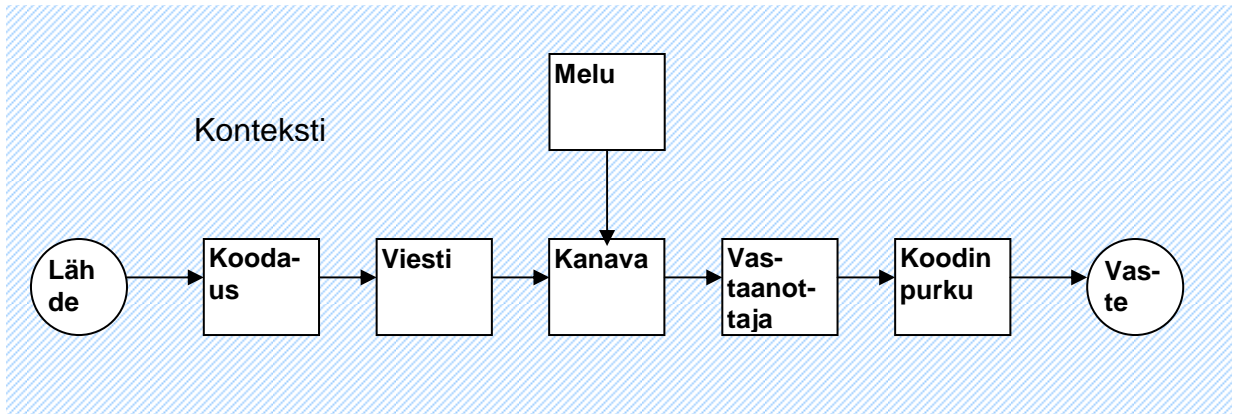 Melu
Konteksti
Läh
de
Kooda-
us
Viesti
Kanava
Vas-
taanot-
taja
Koodin
purku
Vas-
te